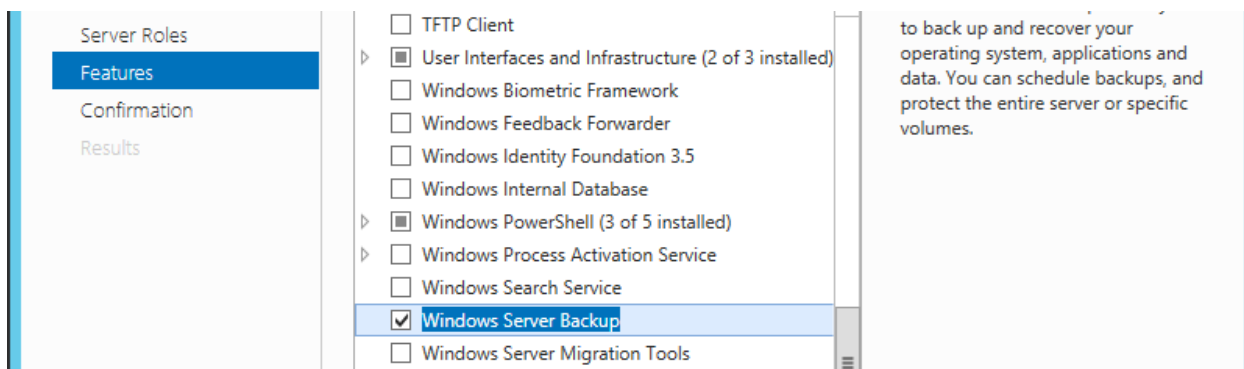 Server Roles
Features
Confirmation
Results
TFTP Client
User Interfaces and Infrastructure (2 of 3 installed)
Windows Biometric Framework
Windows Feedback Forwarder
Windows Identity Foundation 3.5
Windows Internal Database
Windows PowerShell (3 of 5 installed)
Windows Process Activation Service
Windows Search Service
Windows Server Backup
Windows Server Migration Tools
to back up and recover your
operating system, applications and
data. You can schedule backups, and
protect the entire server or specific
volumes.